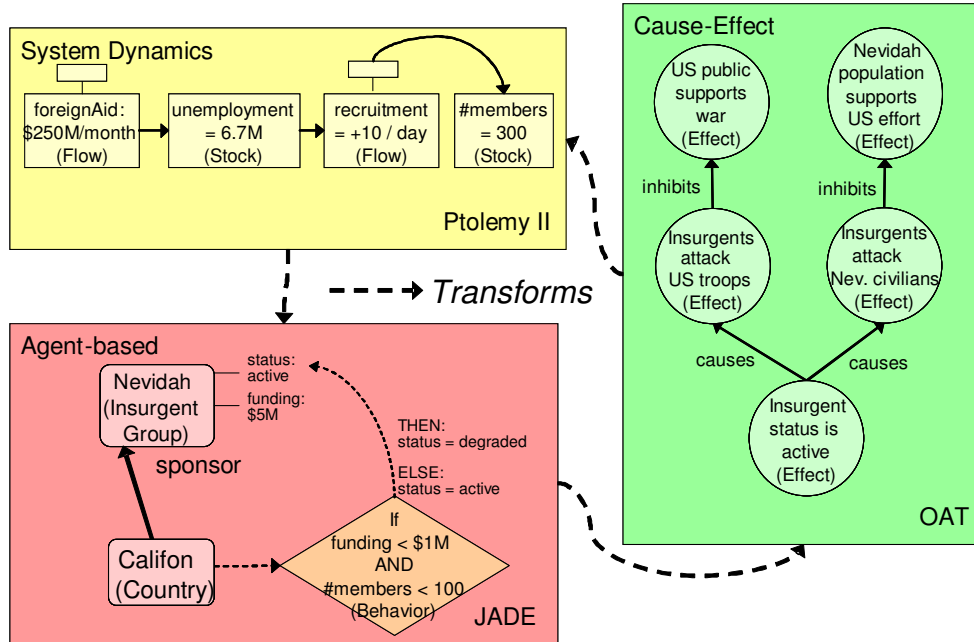 System Dynamics
foreignAid:
$250M/month
(Flow)
unemployment
= 6.7M
(Stock)
recruitment
= +10 / day
(Flow)
#members
= 300
(Stock)
Ptolemy II
Cause-Effect
US public
supports
war
(Effect)
Nevidah
population
supports
US effort
(Effect)
inhibits
inhibits
Insurgents
attack
US troops
(Effect)
Insurgents
attack
Nev. civilians
(Effect)
causes
causes
Insurgent
status is
active
(Effect)
OAT
Transforms
Agent-based
Nevidah
(Insurgent
Group)
status:
active
funding:
$5M
sponsor
THEN:
status = degraded
ELSE:
status = active
Califon
(Country)
If
funding < $1M
AND
#members < 100
(Behavior)
JADE